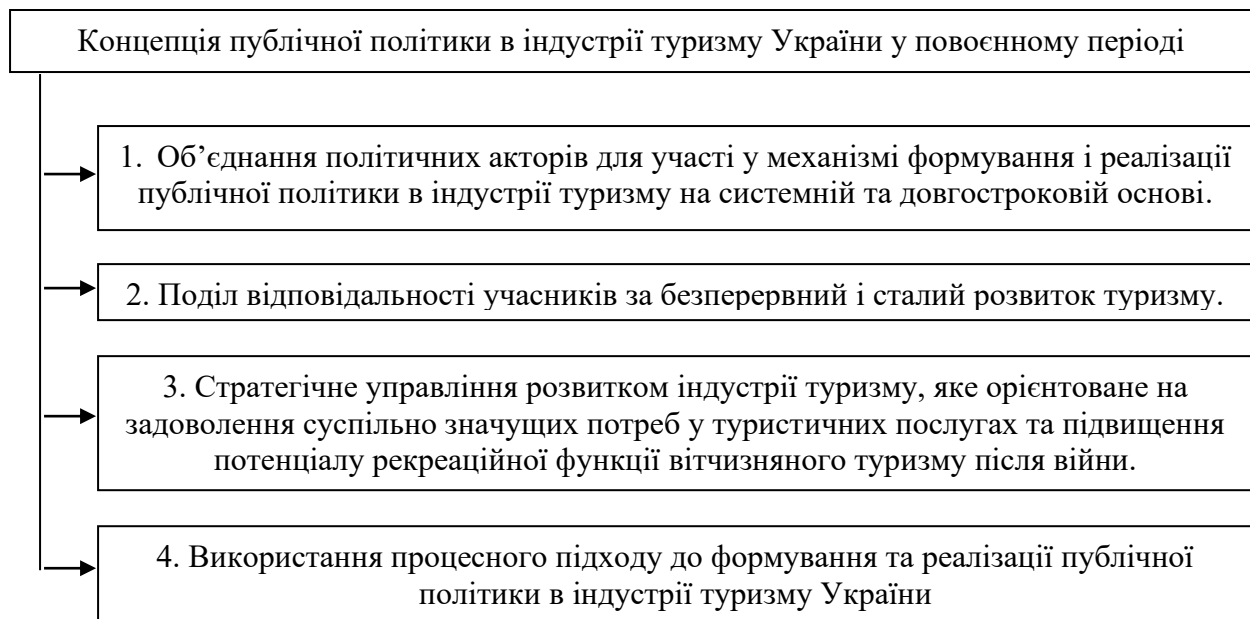 Концепція публічної політики в індустрії туризму України у повоєнному періоді
1. Об’єднання політичних акторів для участі у механізмі формування і реалізації
публічної політики в індустрії туризму на системній та довгостроковій основі.
2. Поділ відповідальності учасників за безперервний і сталий розвиток туризму.
3. Стратегічне управління розвитком індустрії туризму, яке орієнтоване на
задоволення суспільно значущих потреб у туристичних послугах та підвищення
потенціалу рекреаційної функції вітчизняного туризму після війни.
4. Використання процесного підходу до формування та реалізації публічної
політики в індустрії туризму України